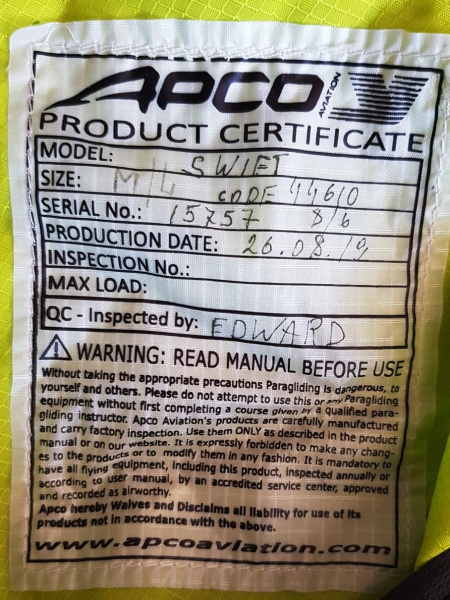 APCO AVIATION
PRODUCT CERTIFICATE
MODEL: SWIFT
SIZE: M/4 CODE 44610
SERIAL No.: 15757 8/6
PRODUCTION DATE: 26.08.19
INSPECTION No.:
MAX LOAD:
QC - Inspected by: EDWARD
WARNING: READ MANUAL BEFORE USE
Without taking the appropriate precautions Paragliding is dangerous, to
yourself and others. Please do not attempt to use this or any Paragliding
equipment without first completing a course given by a qualified para-
gliding instructor. Apco Aviation's products are carefully manufactured
and carry factory inspection. Use them ONLY as described in the product
manual or on our website. It is expressly forbidden to make any chang-
es to the products or to modify them in any fashion. It is mandatory to
have all flying equipment, including this product, inspected annually or
according to user manual, by an accredited service center, approved
and recorded as airworthy.
Apco hereby Waives and Disclaims all liability for use of its
products not in accordance with the above.
www.apcoaviation.com